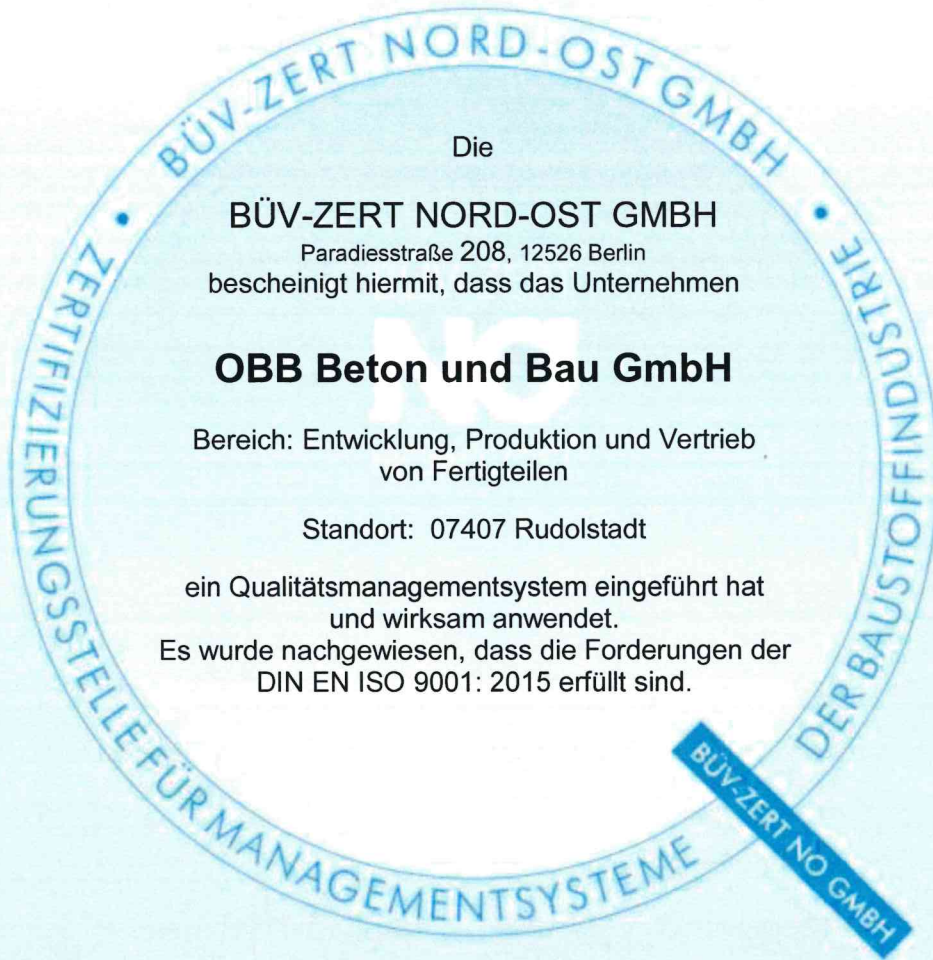 BÜV-ZERT NORD-OST GMBH
ZERTIFIZIERUNGSSTELLE FÜR MANAGEMENTSYSTEME
DER BAUSTOFFINDUSTRIE
Die
BÜV-ZERT NORD-OST GMBH
Paradiesstraße 208, 12526 Berlin
bescheinigt hiermit, dass das Unternehmen
NO
OBB Beton und Bau GmbH
Bereich: Entwicklung, Produktion und Vertrieb
von Fertigteilen
Standort: 07407 Rudolstadt
ein Qualitätsmanagementsystem eingeführt hat
und wirksam anwendet.
Es wurde nachgewiesen, dass die Forderungen der
DIN EN ISO 9001: 2015 erfüllt sind.
BÜV-ZERT NO GMBH